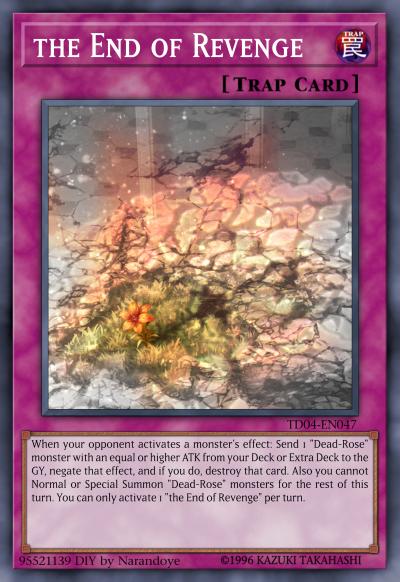 the End of Revenge
TRAP
罠
[Trap Card]
TD04-EN047
When your opponent activates a monster's effect: Send 1 "Dead-Rose"
monster with an equal or higher ATK from your Deck or Extra Deck to the
GY, negate that effect, and if you do, destroy that card. Also you cannot
Normal or Special Summon "Dead-Rose" monsters for the rest of this
turn. You can only activate 1 "the End of Revenge" per turn.
95521139 DIY by Narandoye
©1996 KAZUKI TAKAHASHI